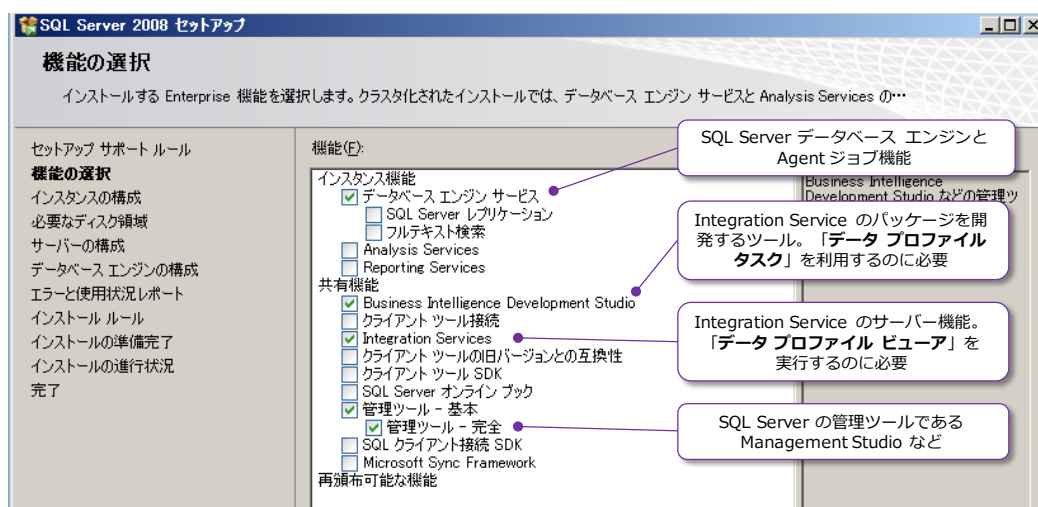 SQL Server 2008 セットアップ
機能の選択
インストールする Enterprise 機能を選択します。クラスタ化されたインストールでは、データベース エンジン サービスと Analysis Services の…
セットアップ サポート ルール
機能の選択
インスタンスの構成
必要なディスク領域
サーバーの構成
データベース エンジンの構成
エラーと使用状況レポート
インストール ルール
インストールの準備完了
インストールの進行状況
完了
機能(F):
インスタンス機能
データベース エンジン サービス
SQL Server レプリケーション
フルテキスト検索
Analysis Services
Reporting Services
共有機能
Business Intelligence Development Studio
クライアント ツール接続
Integration Services
クライアント ツールの旧バージョンとの互換性
クライアント ツール SDK
SQL Server オンライン ブック
管理ツール - 基本
管理ツール - 完全
SQL クライアント接続 SDK
Microsoft Sync Framework
再頒布可能な機能
SQL Server データベース エンジンと
Agent ジョブ機能
Business Intelligence
Development Studio などの管理ツ
Integration Service のパッケージを開
発するツール。「データ プロファイル
タスク」を利用するのに必要
Integration Service のサーバー機能。
「データ プロファイル ビューア」を
実行するのに必要
SQL Server の管理ツールである
Management Studio など